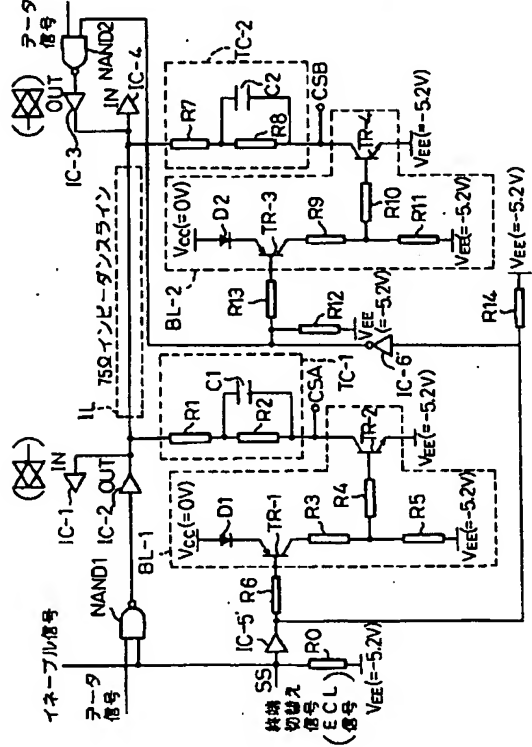 イネーブル信号
データ
信号
NAND1
IC-1
IN
OUT
IC-2
IL
75Ωインピーダンスライン
OUT
IC-3
IN
IC-4
NAND2
データ
信号
BL-1
Vcc(=0V)
D1
TR-1
R3
R4
R5
VEE(=-5.2V)
R6
IC-5
SS
終端
切替え
信号
(ECL
信号)
R0
VEE(=-5.2V)
R1
C1
R2
TC-1
CSA
TR-2
VEE(=-5.2V)
BL-2
Vcc(=0V)
D2
TR-3
R9
R10
R11
VEE(=-5.2V)
R13
R12
VEE
(=-5.2V)
IC-6
R7
C2
R8
TC-2
CSB
TR-4
VEE(=-5.2V)
R14
VEE(=-5.2V)